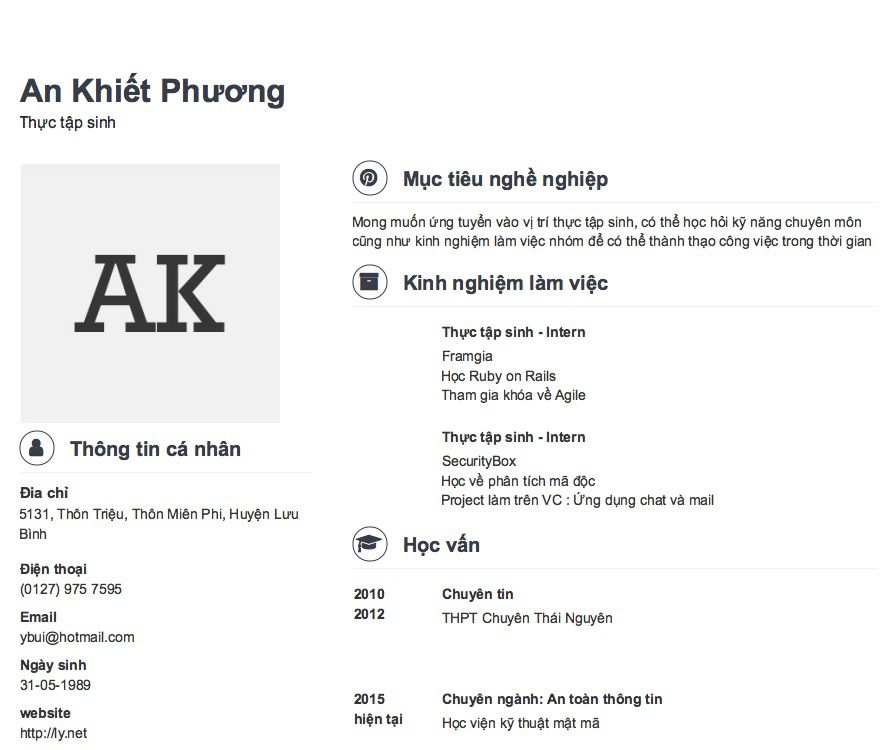 An Khiết Phương
Thực tập sinh
AK
Thông tin cá nhân
Đia chỉ
5131, Thôn Triệu, Thôn Miên Phi, Huyện Lưu
Bình
Điện thoại
(0127) 975 7595
Email
ybui@hotmail.com
Ngày sinh
31-05-1989
website
http://ly.net
Mục tiêu nghề nghiệp
Mong muốn ứng tuyển vào vị trí thực tập sinh, có thể học hỏi kỹ năng chuyên môn
cũng như kinh nghiệm làm việc nhóm để có thể thành thạo công việc trong thời gian
Kinh nghiệm làm việc
Thực tập sinh - Intern
Framgia
Học Ruby on Rails
Tham gia khóa về Agile
Thực tập sinh - Intern
SecurityBox
Học về phân tích mã độc
Project làm trên VC : Ứng dụng chat và mail
Học vấn
2010 Chuyên tin
2012 THPT Chuyên Thái Nguyên
2015 Chuyên ngành: An toàn thông tin
hiện tại Học viện kỹ thuật mật mã